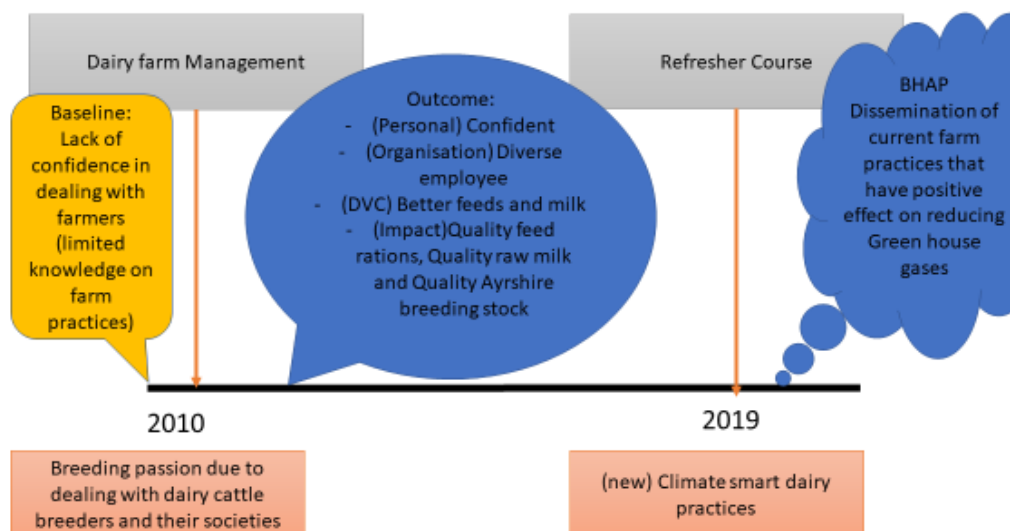 Dairy farm Management
Refresher Course
Baseline:
Lack of
confidence in
dealing with
farmers
(limited
knowledge on
farm
practices)
Outcome:
- (Personal) Confident
- (Organisation) Diverse
employee
- (DVC) Better feeds and milk
- (Impact)Quality feed
rations, Quality raw milk
and Quality Ayrshire
breeding stock
BHAP
Dissemination of
current farm
practices that
have positive
effect on reducing
Green house
gases
2010
2019
Breeding passion due to
dealing with dairy cattle
breeders and their societies
(new) Climate smart dairy
practices